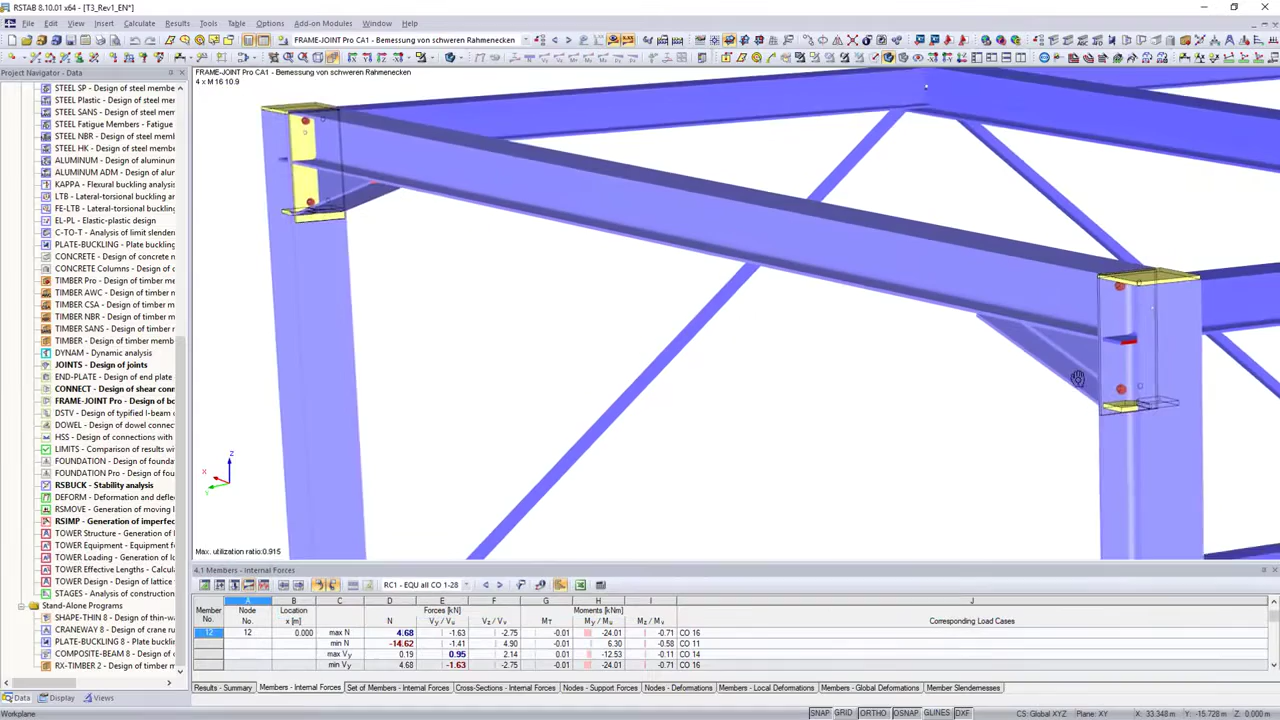 RSTAB 8.10.01 x64 - [T3_Rev1_EN*]
File Edit View Insert Calculate Results Tools Table Options Add-on Modules Window Help
FRAME-JOINT Pro CA1 - Bemessung von schweren Rahmenecken
Project Navigator - Data
STEEL SP - Design of steel membe
STEEL Plastic - Design of steel mem
STEEL SANS - Design of steel memb
STEEL Fatigue Members - Fatigue
STEEL NBR - Design of steel membe
STEEL HK - Design of steel membe
ALUMINUM - Design of aluminum
ALUMINUM ADM - Design of alumi
KAPPA - Flexural buckling analysis
LTB - Lateral-torsional buckling
FE-LTB - Lateral-torsional buckling
EL-PL - Elastic-plastic design
C-TO-T - Analysis of limit slender
PLATE-BUCKLING - Plate buckling
CONCRETE - Design of concrete m
CONCRETE Columns - Design of
TIMBER Pro - Design of timber me
TIMBER AWC - Design of timber me
TIMBER CSA - Design of timber me
TIMBER NBR - Design of timber me
TIMBER SANS - Design of timber m
TIMBER - Design of timber membe
DYNAM - Dynamic analysis
JOINTS - Design of joints
END-PLATE - Design of end plate
CONNECT - Design of shear conn
FRAME-JOINT Pro - Design of bo
DSTV - Design of typified I-beam
DOWEL - Design of dowel connec
HSS - Design of connections with
LIMITS - Comparison of results wi
FOUNDATION - Design of founda
FOUNDATION Pro - Design of fou
RSBUCK - Stability analysis
DEFORM - Deformation and deflec
RSMOVE - Generation of moving l
RSIMP - Generation of imperfec
TOWER Structure - Generation of
TOWER Equipment - Equipment f
TOWER Loading - Generation of l
TOWER Effective Lengths - Calcula
TOWER Design - Design of lattice
STAGES - Analysis of construction
Stand-Alone Programs
SHAPE-THIN 8 - Design of thin-wa
CRANEWAY 8 - Design of crane ru
PLATE-BUCKLING 8 - Plate bucklin
COMPOSITE-BEAM 8 - Design of
RX-TIMBER 2 - Design of timber m
Data Display Views
FRAME-JOINT Pro CA1 - Bemessung von schweren Rahmenecken
4 x M 16 10.9
Z
X
Y
Max. utilization ratio:0.915
4.1 Members - Internal Forces
RC1 - EQU all CO 1-28
A B C D E F G H I J
Member Node Location Forces [kN] Moments [kNm]
No. No. x [m] N Vy / Vu Vz / Vv MT My / Mu Mz / Mv Corresponding Load Cases
12 12 0.000 max N 4.68 -1.63 -2.75 -0.01 -24.01 -0.71 CO 16
min N -14.62 -1.41 4.90 0.01 6.30 -0.58 CO 11
max Vy 0.19 0.95 2.14 0.01 -12.53 -0.11 CO 14
min Vy 4.68 -1.63 -2.75 -0.01 -24.01 -0.71 CO 16
Results - Summary Members - Internal Forces Set of Members - Internal Forces Cross-Sections - Internal Forces Nodes - Support Forces Nodes - Deformations Members - Local Deformations Members - Global Deformations Member Slendernesses
Workplane SNAP GRID ORTHO OSNAP GLINES DXF CS: Global XYZ Plane: XY X: 33.348 m Y: -15.728 m Z: 0.000 m